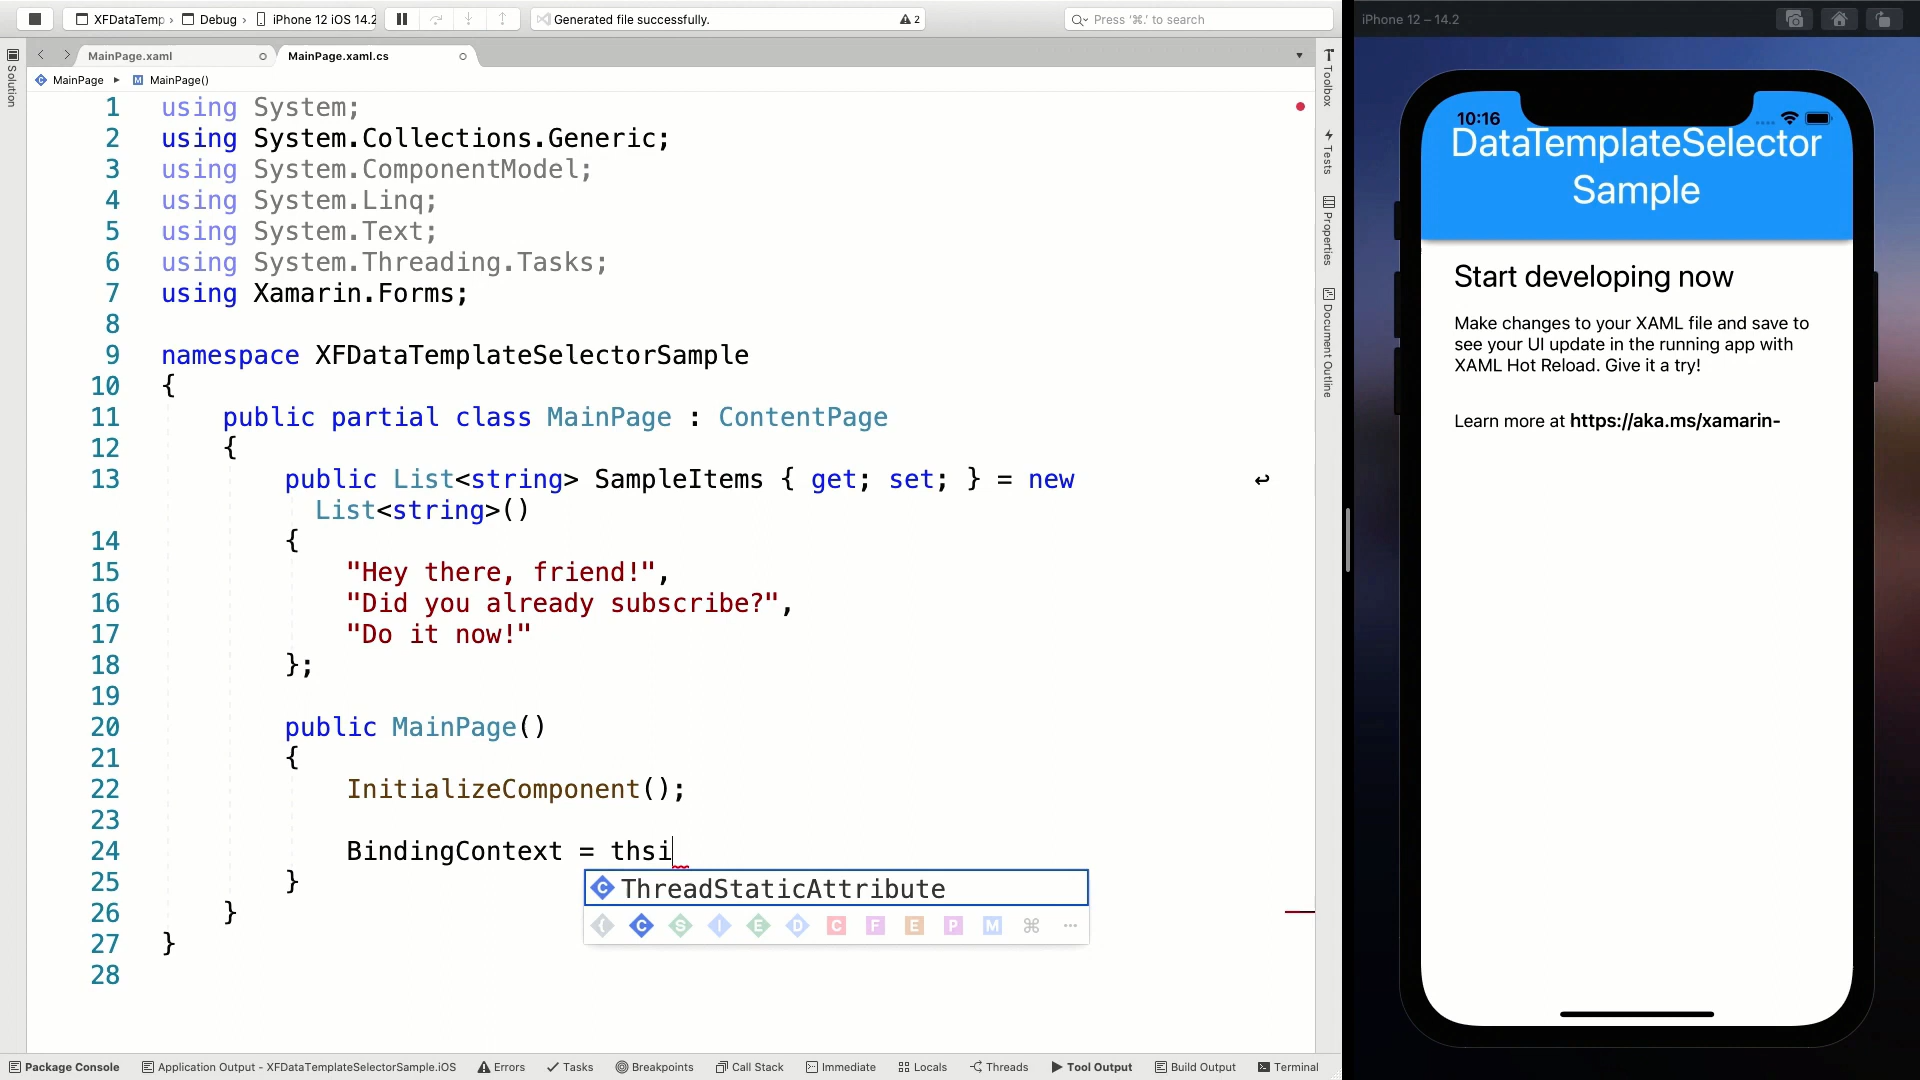 XFDataTemp › Debug › iPhone 12 iOS 14.2
Generated file successfully.
2
Press '⌘.' to search
MainPage.xaml
MainPage.xaml.cs
MainPage
M
MainPage()
Solution
1 using System;
2 using System.Collections.Generic;
3 using System.ComponentModel;
4 using System.Linq;
5 using System.Text;
6 using System.Threading.Tasks;
7 using Xamarin.Forms;
8
9 namespace XFDataTemplateSelectorSample
10 {
11 public partial class MainPage : ContentPage
12 {
13 public List<string> SampleItems { get; set; } = new
List<string>()
14 {
15 "Hey there, friend!",
16 "Did you already subscribe?",
17 "Do it now!"
18 };
19
20 public MainPage()
21 {
22 InitializeComponent();
23
24 BindingContext = thsi
25 }
26 }
27 }
28
C ThreadStaticAttribute
C S I E D C F E P M ⌘ ···
Toolbox
Tests
Properties
Document Outline
Package Console
Application Output - XFDataTemplateSelectorSample.iOS
Errors
Tasks
Breakpoints
Call Stack
Immediate
Locals
Threads
Tool Output
Build Output
Terminal
iPhone 12 – 14.2
10:16
DataTemplateSelector
Sample
Start developing now
Make changes to your XAML file and save to
see your UI update in the running app with
XAML Hot Reload. Give it a try!
Learn more at https://aka.ms/xamarin-